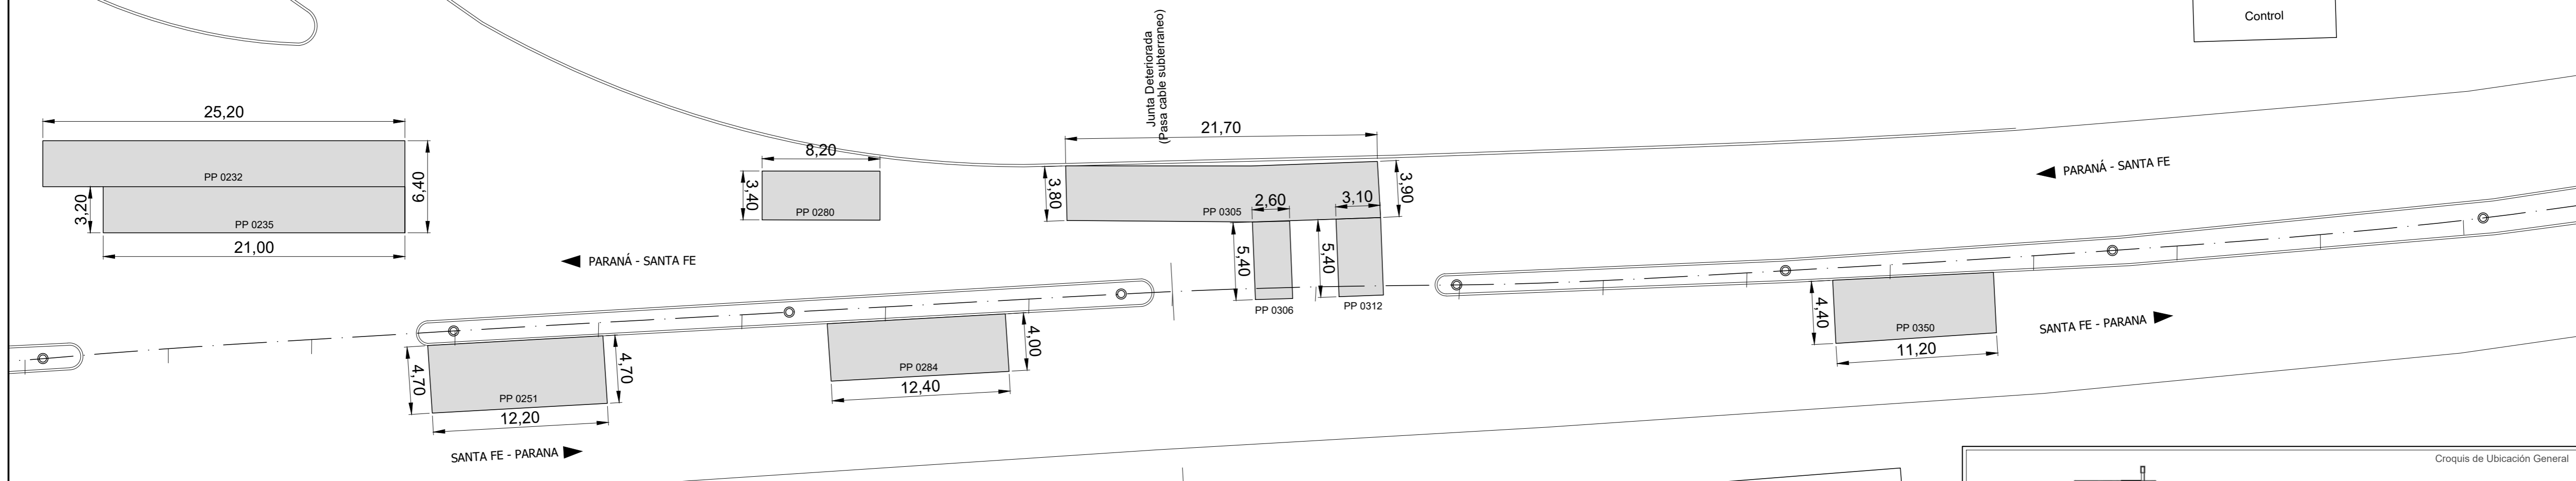 Control
Junta Deteriorada
(Pasa cable subterraneo)
25,20
PP 0232
6,40
3,20
PP 0235
21,00
8,20
3,40
PP 0280
21,70
3,80
3,90
PP 0305
2,60
3,10
5,40
5,40
PP 0306
PP 0312
PARANÁ - SANTA FE
PARANÁ - SANTA FE
4,70
4,70
PP 0251
12,20
SANTA FE - PARANA
4,00
PP 0284
12,40
4,40
PP 0350
11,20
SANTA FE - PARANA
Croquis de Ubicación General